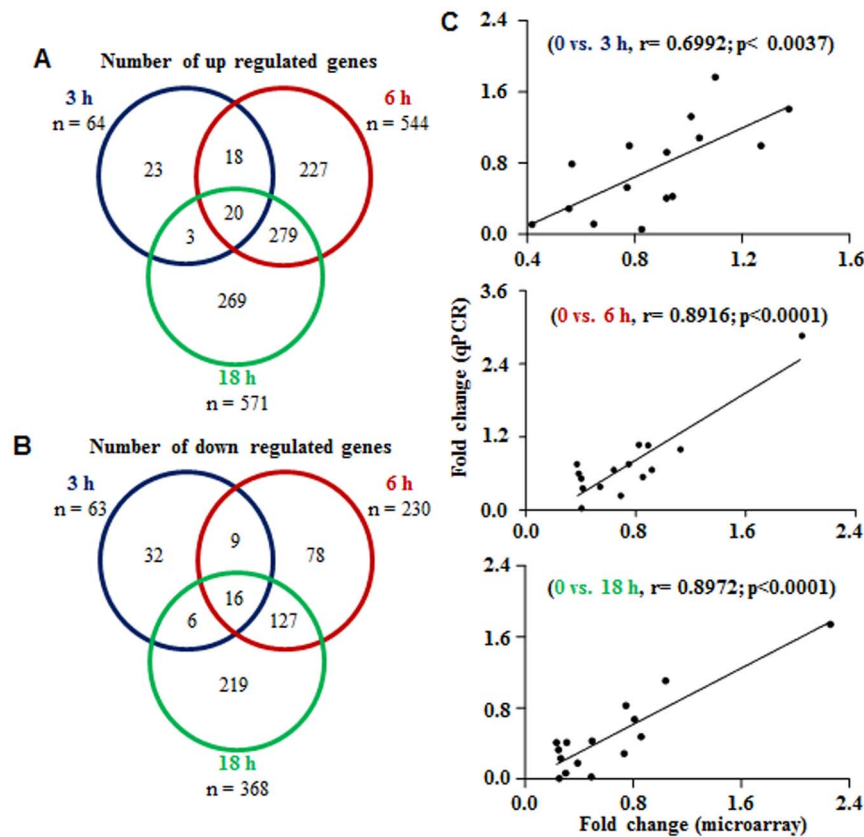 A
Number of up regulated genes
3 h
n = 64
6 h
n = 544
23
18
227
20
3
279
269
18 h
n = 571
B
Number of down regulated genes
3 h
n = 63
6 h
n = 230
32
9
78
16
6
127
219
18 h
n = 368
C
(0 vs. 3 h, r= 0.6992; p< 0.0037)
2.4
1.6
0.8
0.0
0.4
0.8
1.2
1.6
(0 vs. 6 h, r= 0.8916; p<0.0001)
3.6
2.4
1.2
0.0
0.0
0.8
1.6
2.4
Fold change (qPCR)
(0 vs. 18 h, r= 0.8972; p<0.0001)
2.4
1.6
0.8
0.0
0.0
0.8
1.6
2.4
Fold change (microarray)